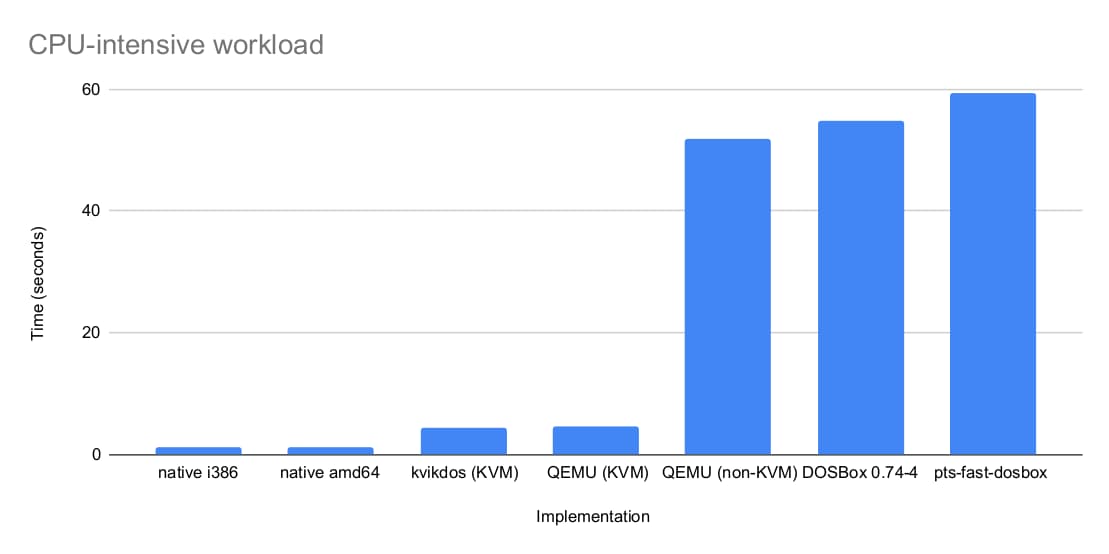 CPU-intensive workload
60
40
20
0
Time (seconds)
native i386 native amd64 kvikdos (KVM) QEMU (KVM) QEMU (non-KVM) DOSBox 0.74-4 pts-fast-dosbox
Implementation